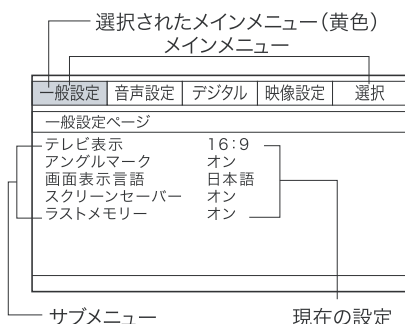 選択されたメインメニュー(黄色)
メインメニュー
一般設定 音声設定 デジタル 映像設定 選択
一般設定ページ
テレビ表示 16:9
アングルマーク オン
画面表示言語 日本語
スクリーンセーバー オン
ラストメモリー オン
サブメニュー 現在の設定